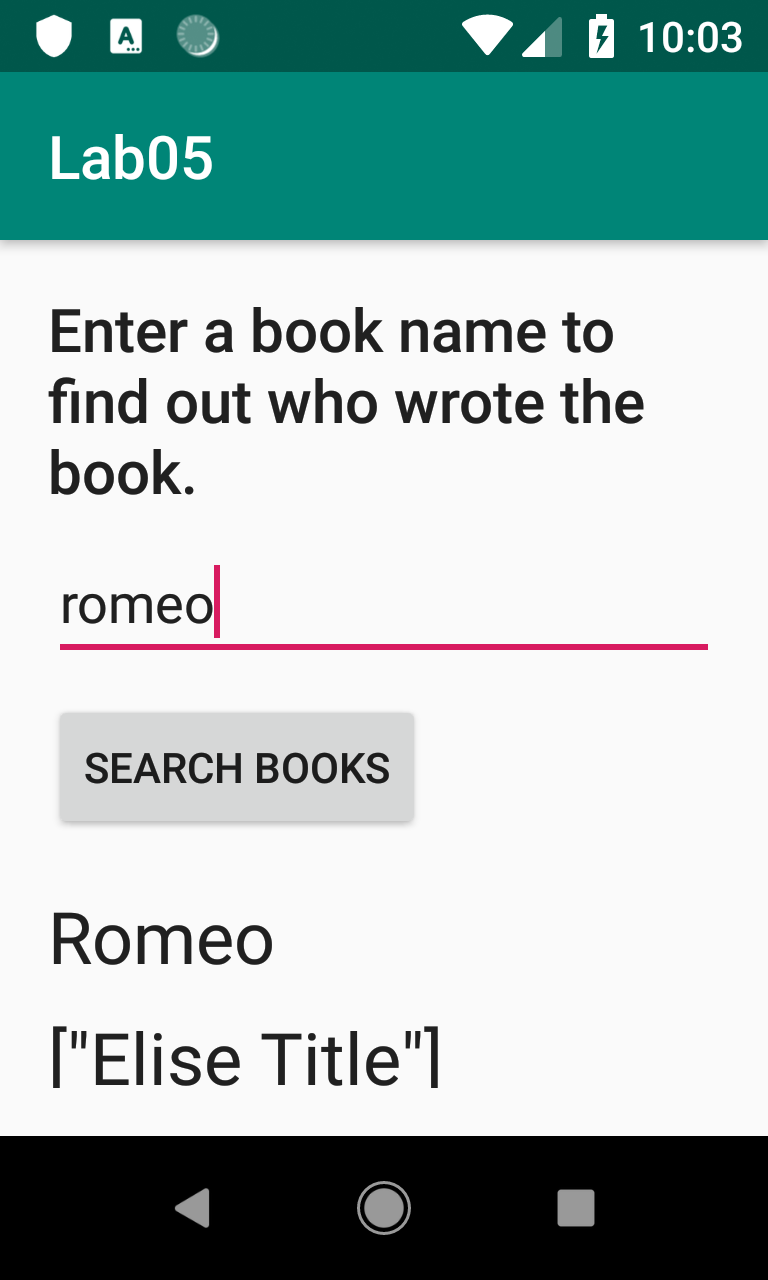 10:03
Lab05
Enter a book name to
find out who wrote the
book.
romeo
SEARCH BOOKS
Romeo
["Elise Title"]